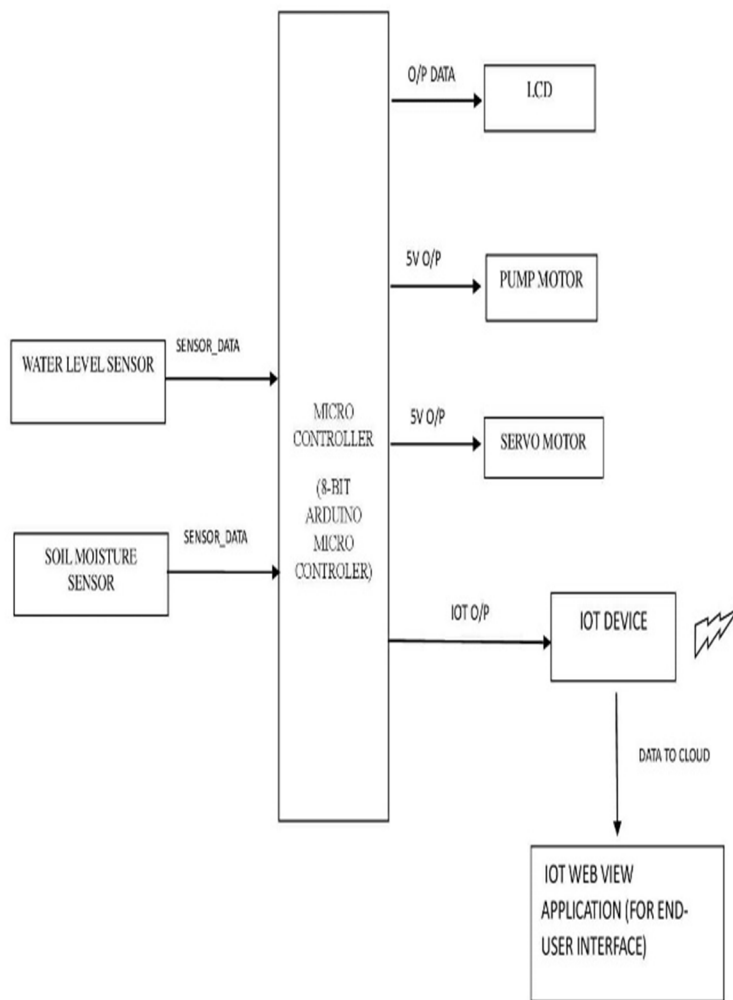 O/P DATA
LCD
5V O/P
PUMP MOTOR
SENSOR_DATA
WATER LEVEL SENSOR
5V O/P
SERVO MOTOR
MICRO
CONTROLLER
(8-BIT
ARDUINO
MICRO
CONTROLER)
SENSOR_DATA
SOIL MOISTURE
SENSOR
IOT O/P
IOT DEVICE
DATA TO CLOUD
IOT WEB VIEW
APPLICATION (FOR END-
USER INTERFACE)